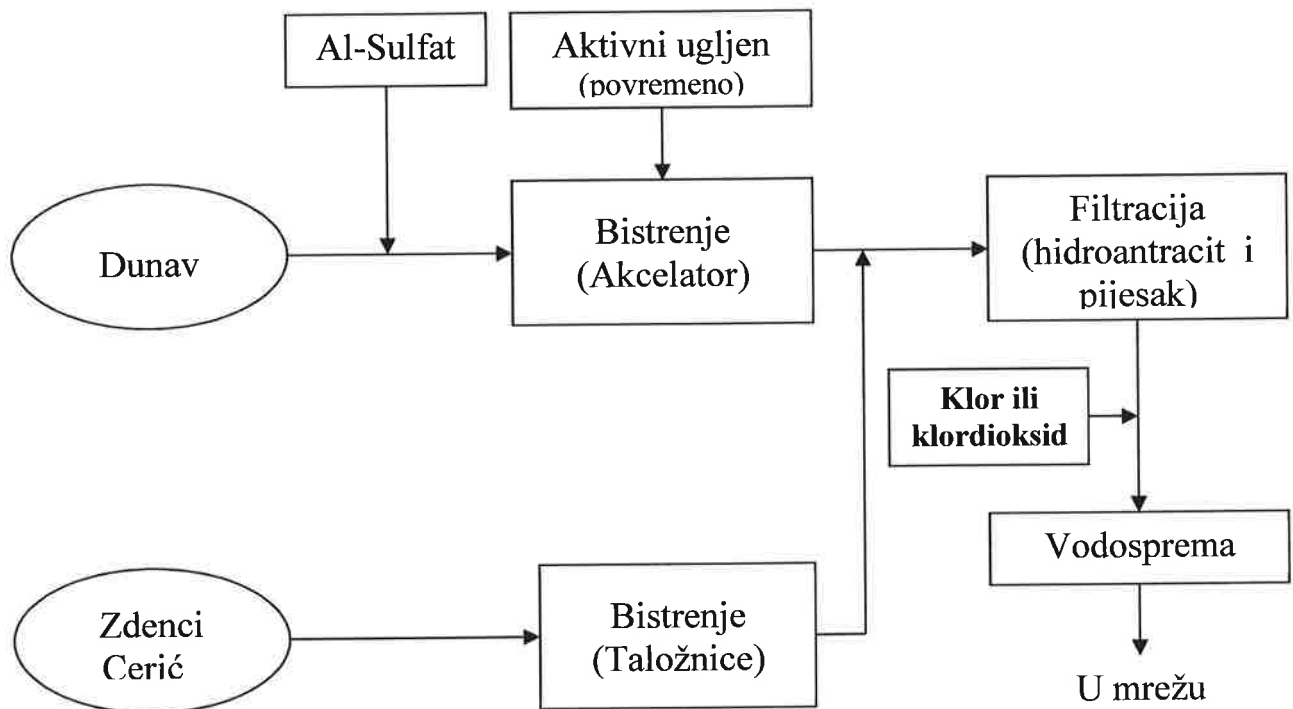 Al-Sulfat
Aktivni ugljen
(povremeno)
Dunav
Bistrenje
(Akcelator)
Filtracija
(hidroantracit i
pijesak)
Klor ili
klordioksid
Vodosprema
Zdenci
Cerić
Bistrenje
(Taložnice)
U mrežu